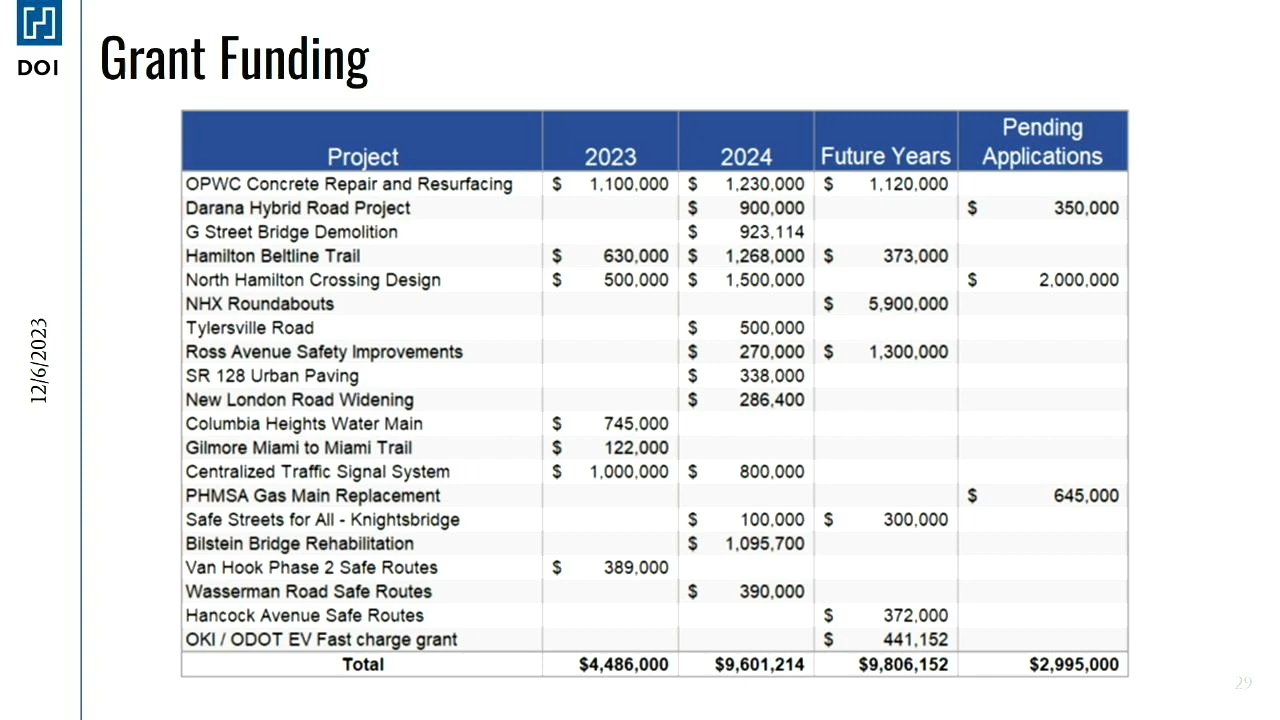 DOI
Grant Funding
12/6/2023
Project 2023 2024 Future Years Pending Applications
OPWC Concrete Repair and Resurfacing $ 1,100,000 $ 1,230,000 $ 1,120,000
Darana Hybrid Road Project $ 900,000 $ 350,000
G Street Bridge Demolition $ 923,114
Hamilton Beltline Trail $ 630,000 $ 1,268,000 $ 373,000
North Hamilton Crossing Design $ 500,000 $ 1,500,000 $ 2,000,000
NHX Roundabouts $ 5,900,000
Tylersville Road $ 500,000
Ross Avenue Safety Improvements $ 270,000 $ 1,300,000
SR 128 Urban Paving $ 338,000
New London Road Widening $ 286,400
Columbia Heights Water Main $ 745,000
Gilmore Miami to Miami Trail $ 122,000
Centralized Traffic Signal System $ 1,000,000 $ 800,000
PHMSA Gas Main Replacement $ 645,000
Safe Streets for All - Knightsbridge $ 100,000 $ 300,000
Bilstein Bridge Rehabilitation $ 1,095,700
Van Hook Phase 2 Safe Routes $ 389,000
Wasserman Road Safe Routes $ 390,000
Hancock Avenue Safe Routes $ 372,000
OKI / ODOT EV Fast charge grant $ 441,152
Total $4,486,000 $9,601,214 $9,806,152 $2,995,000
29